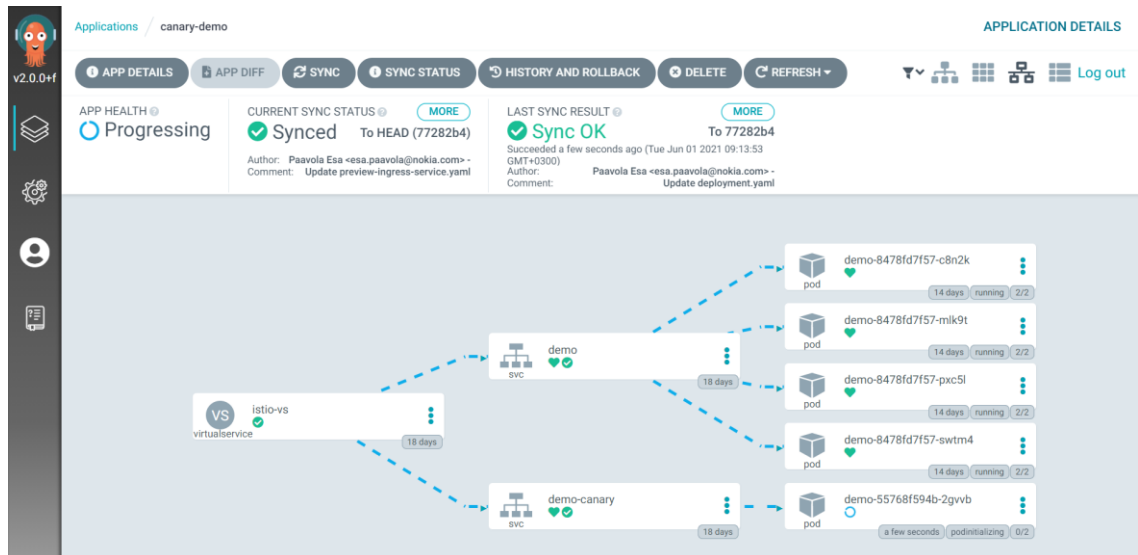 Applications / canary-demo
APPLICATION DETAILS
v2.0.0+f
APP DETAILS
APP DIFF
SYNC
SYNC STATUS
HISTORY AND ROLLBACK
DELETE
REFRESH
Log out
APP HEALTH
Progressing
CURRENT SYNC STATUS
MORE
Synced
To HEAD (77282b4)
Author: Paavola Esa <esa.paavola@nokia.com> -
Comment: Update preview-ingress-service.yaml
LAST SYNC RESULT
MORE
Sync OK
To 77282b4
Succeeded a few seconds ago (Tue Jun 01 2021 09:13:53
GMT+0300)
Author: Paavola Esa <esa.paavola@nokia.com> -
Comment: Update deployment.yaml
VS
virtualservice
istio-vs
18 days
svc
demo
18 days
svc
demo-canary
18 days
pod
demo-8478fd7f57-c8n2k
14 days running 2/2
pod
demo-8478fd7f57-mlk9t
14 days running 2/2
pod
demo-8478fd7f57-pxc5l
14 days running 2/2
pod
demo-8478fd7f57-swtm4
14 days running 2/2
pod
demo-55768f594b-2gvvb
a few seconds podinitializing 0/2